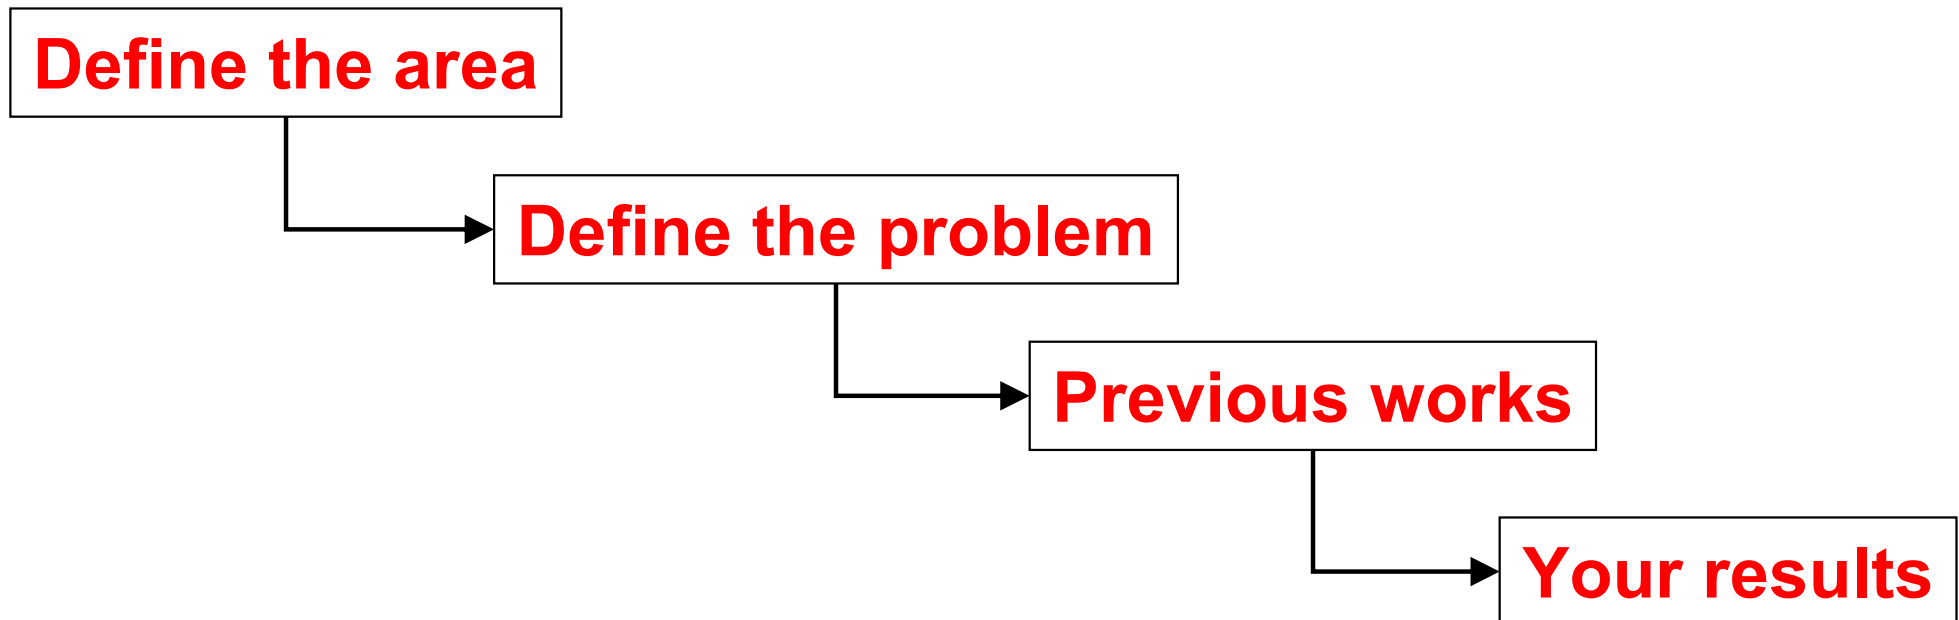 Define the area
Define the problem
Previous works
Your results